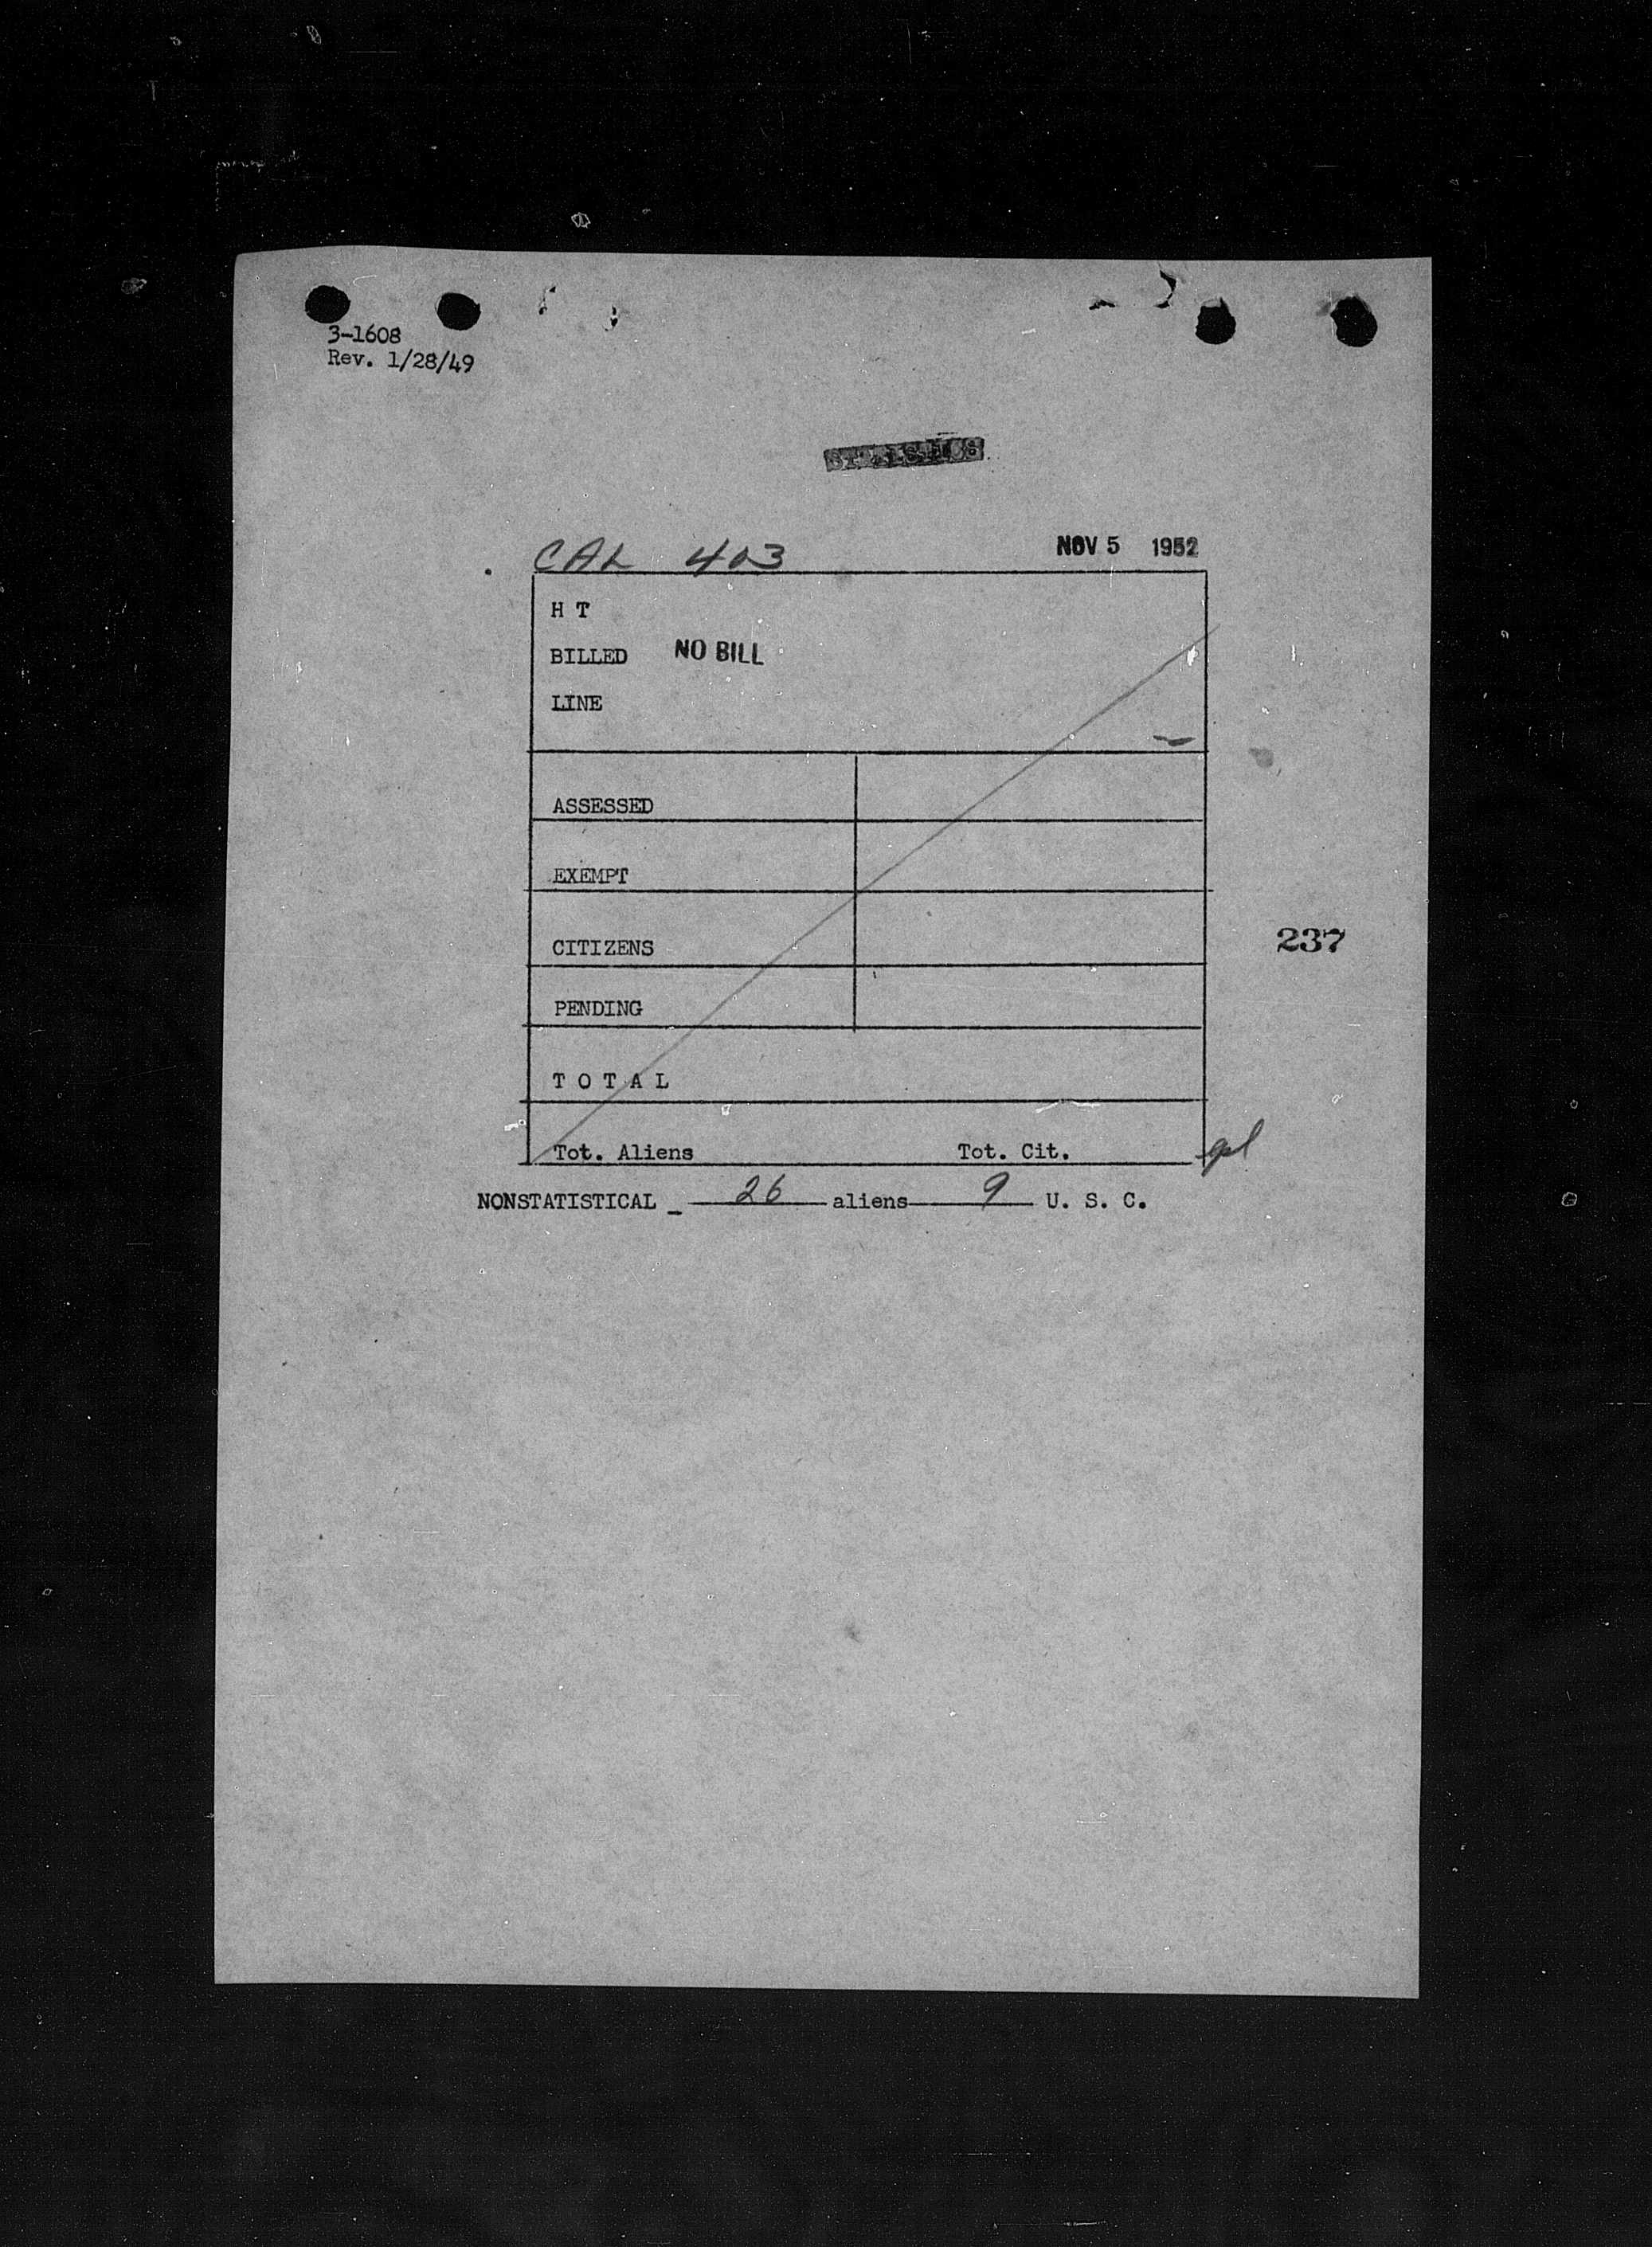 3-1608
Rev. 1/28/49
CAL 403 NOV 5 1952
H T
BILLED NO BILL
LINE
ASSESSED
EXEMPT
CITIZENS
237
PENDING
T O T A L
Tot. Aliens Tot. Cit.
NONSTATISTICAL _ 26 aliens 9 U. S. C.